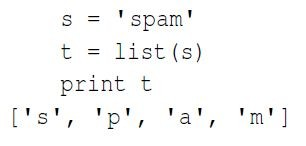 s = 'spam'
t = list(s)
print t
['s', 'p', 'a', 'm']